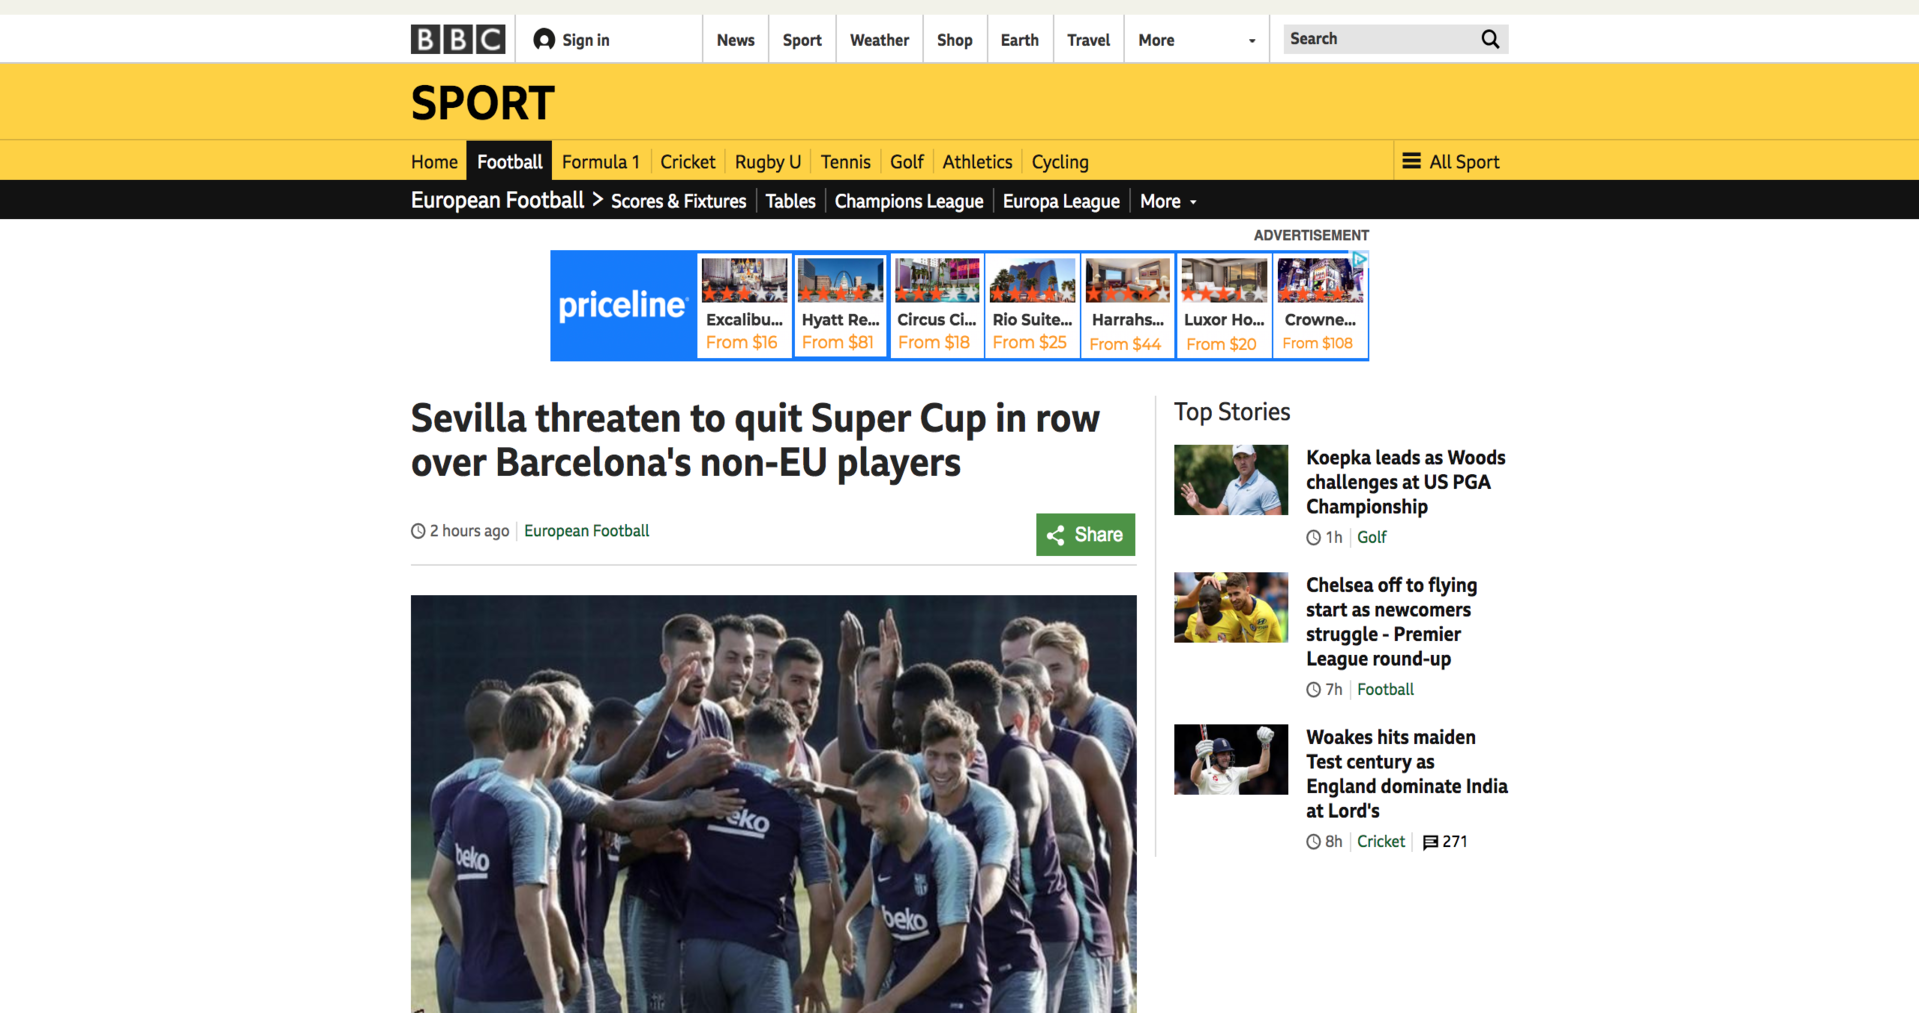 BBC
Sign in
News
Sport
Weather
Shop
Earth
Travel
More
Search
SPORT
Home
Football
Formula 1
Cricket
Rugby U
Tennis
Golf
Athletics
Cycling
All Sport
European Football
Scores & Fixtures
Tables
Champions League
Europa League
More
ADVERTISEMENT
priceline
Excalibu...
From $16
Hyatt Re...
From $81
Circus Ci...
From $18
Rio Suite...
From $25
Harrahs...
From $44
Luxor Ho...
From $20
Crowne...
From $108
Sevilla threaten to quit Super Cup in row
over Barcelona's non-EU players
2 hours ago
European Football
Share
beko
beko
beko
Top Stories
Koepka leads as Woods
challenges at US PGA
Championship
1h
Golf
Chelsea off to flying
start as newcomers
struggle - Premier
League round-up
7h
Football
Woakes hits maiden
Test century as
England dominate India
at Lord's
8h
Cricket
271